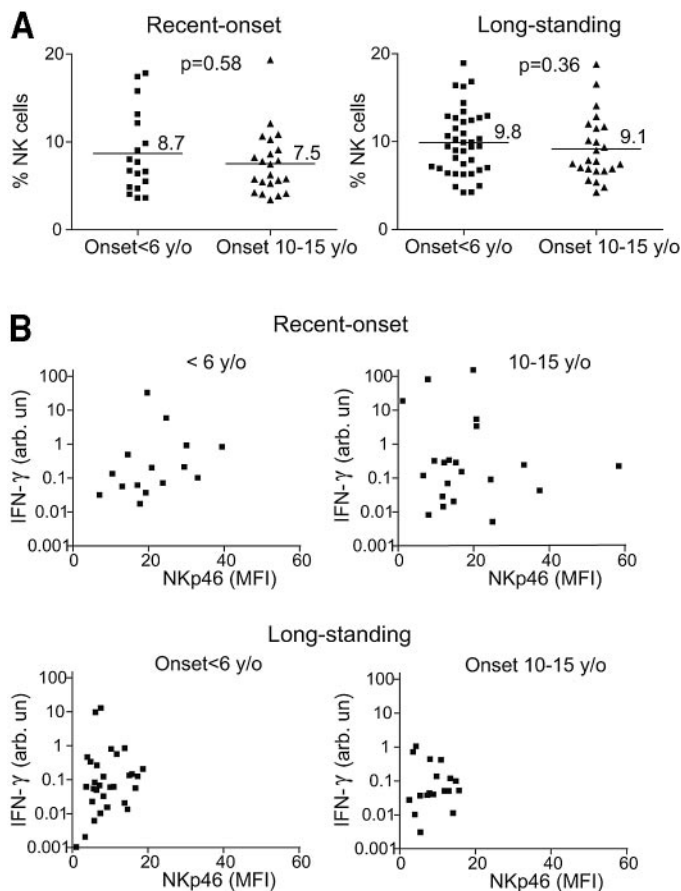 A
Recent-onset
Long-standing
p=0.58
p=0.36
% NK cells
20
10
0
8.7
7.5
Onset<6 y/o
Onset 10-15 y/o
% NK cells
20
10
0
9.8
9.1
Onset<6 y/o
Onset 10-15 y/o
B
Recent-onset
< 6 y/o
10-15 y/o
IFN-γ (arb. un)
100
10
1
0.1
0.01
0.001
0
20
40
60
NKp46 (MFI)
IFN-γ (arb. un)
100
10
1
0.1
0.01
0.001
0
20
40
60
NKp46 (MFI)
Long-standing
Onset<6 y/o
Onset 10-15 y/o
IFN-γ (arb. un)
100
10
1
0.1
0.01
0.001
0
20
40
60
NKp46 (MFI)
IFN-γ (arb. un)
100
10
1
0.1
0.01
0.001
0
20
40
60
NKp46 (MFI)